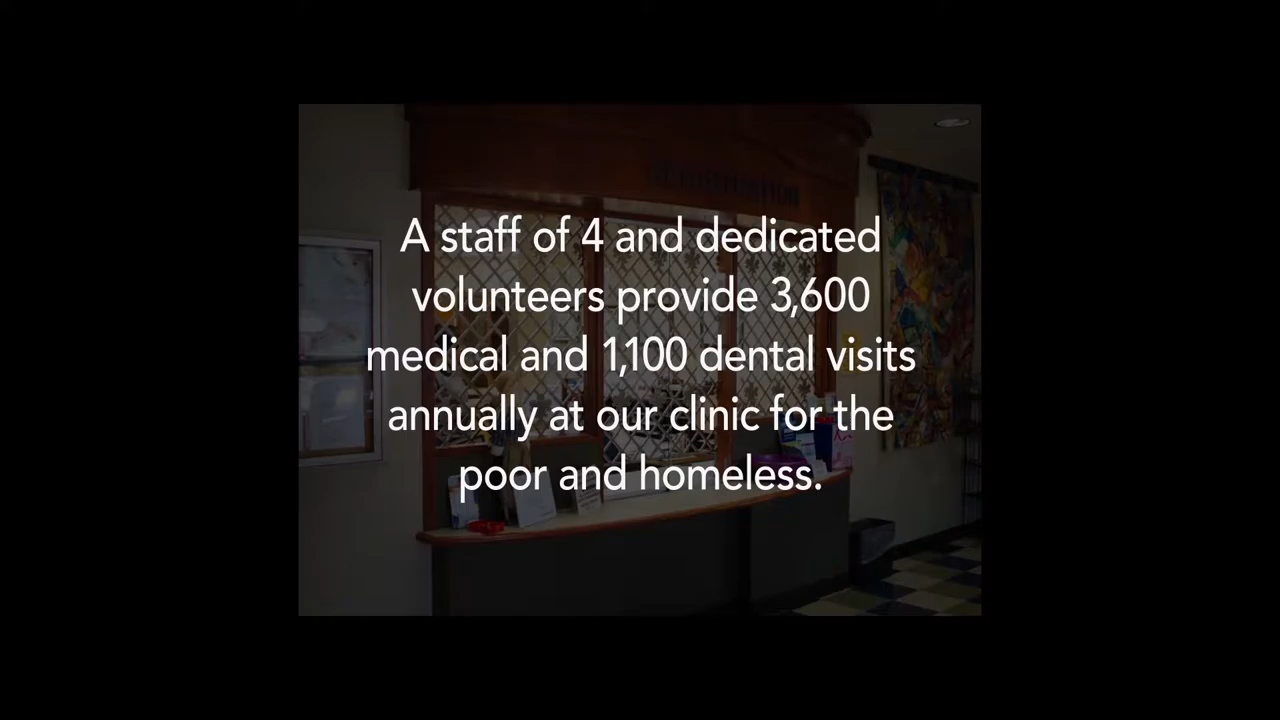 A staff of 4 and dedicated
volunteers provide 3,600
medical and 1,100 dental visits
annually at our clinic for the
poor and homeless.